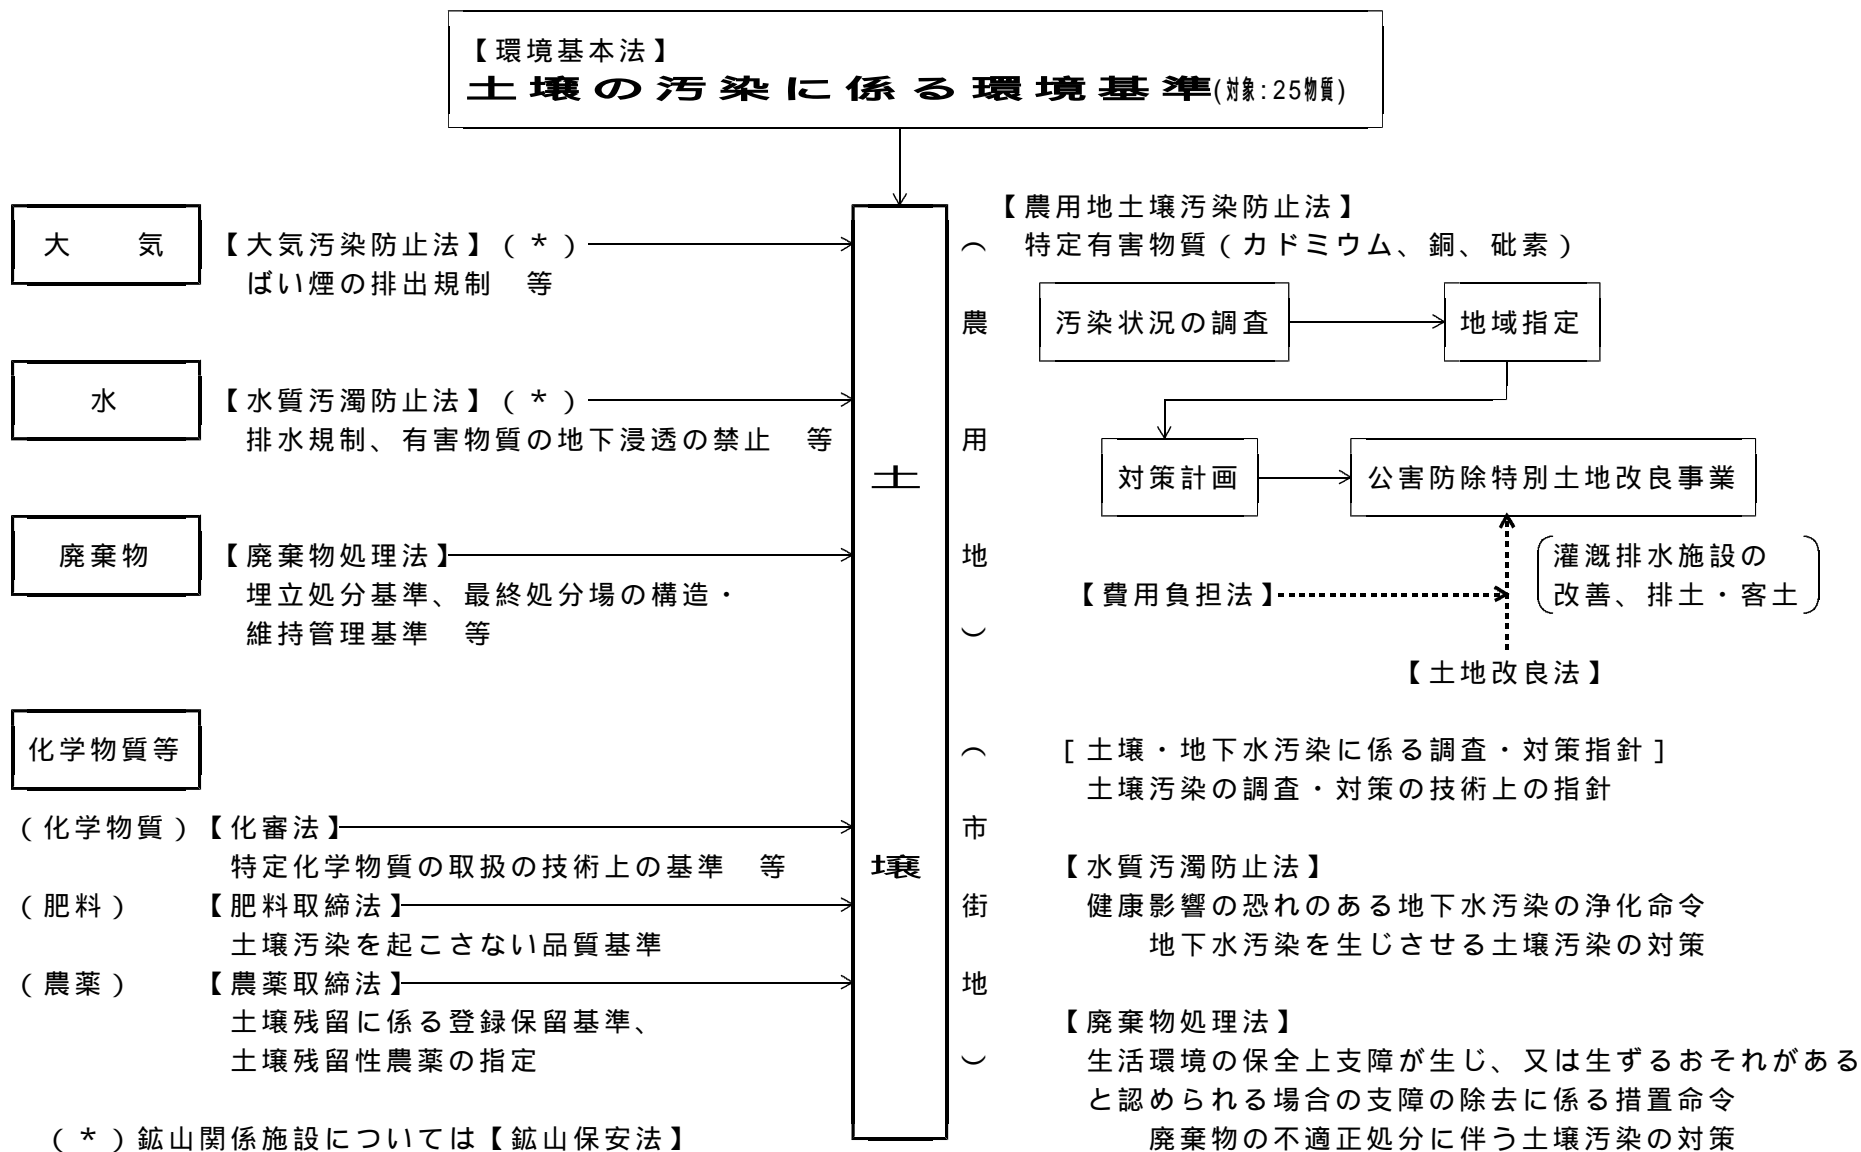 【環境基本法】
土壌の汚染に係る環境基準(対象:25物質)
大　気
【大気汚染防止法】(＊)
ばい煙の排出規制　等
水
【水質汚濁防止法】(＊)
排水規制、有害物質の地下浸透の禁止　等
廃棄物
【廃棄物処理法】
埋立処分基準、最終処分場の構造・
維持管理基準　等
化学物質等
(化学物質)【化審法】
特定化学物質の取扱の技術上の基準　等
(肥料)　【肥料取締法】
土壌汚染を起こさない品質基準
(農薬)　【農薬取締法】
土壌残留に係る登録保留基準、
土壌残留性農薬の指定
(＊)鉱山関係施設については【鉱山保安法】
土壌
(農用地)
【農用地土壌汚染防止法】
特定有害物質(カドミウム、銅、砒素)
汚染状況の調査
地域指定
対策計画
公害防除特別土地改良事業
灌漑排水施設の
改善、排土・客土
【費用負担法】
【土地改良法】
(市街地)
[土壌・地下水汚染に係る調査・対策指針]
土壌汚染の調査・対策の技術上の指針
【水質汚濁防止法】
健康影響の恐れのある地下水汚染の浄化命令
地下水汚染を生じさせる土壌汚染の対策
【廃棄物処理法】
生活環境の保全上支障が生じ、又は生ずるおそれがある
と認められる場合の支障の除去に係る措置命令
廃棄物の不適正処分に伴う土壌汚染の対策